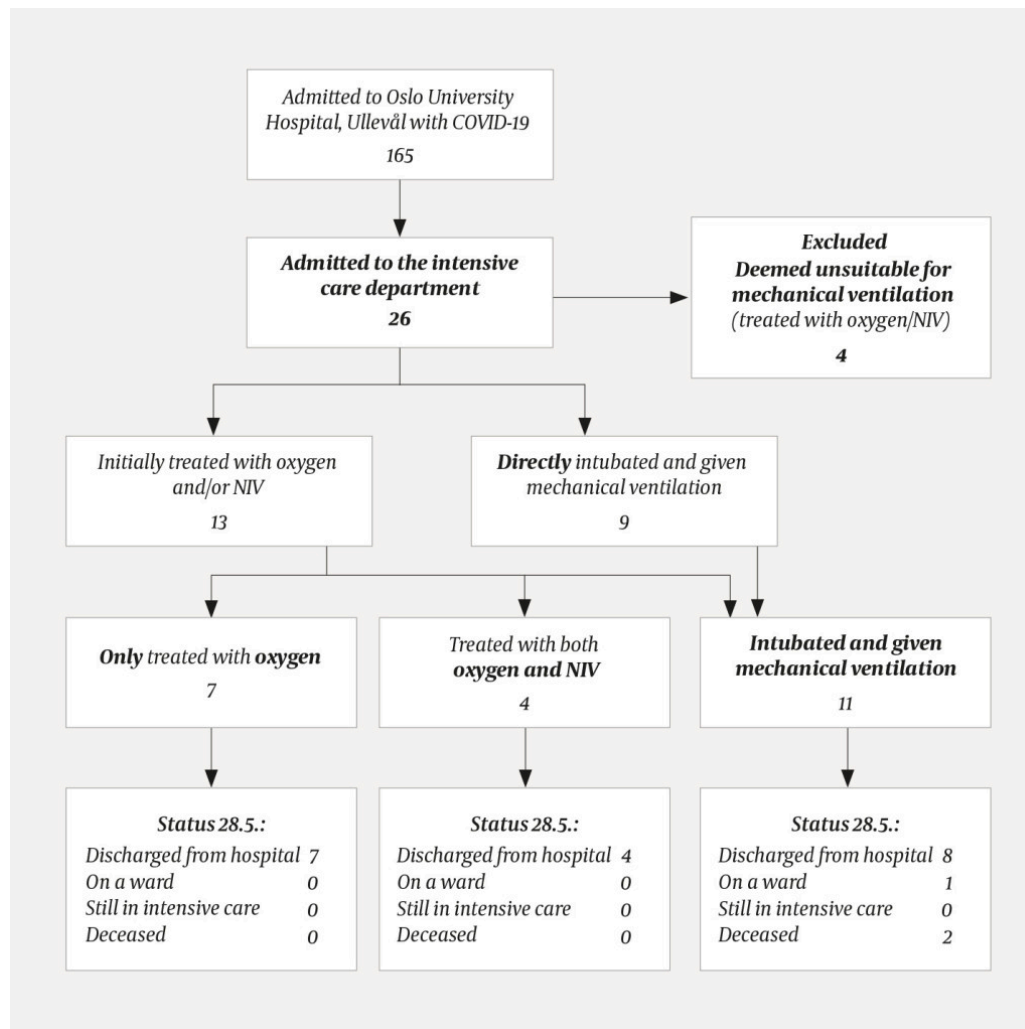 Admitted to Oslo University
Hospital, Ullevål with COVID-19
165
Admitted to the intensive
care department
26
Excluded
Deemed unsuitable for
mechanical ventilation
(treated with oxygen/NIV)
4
Initially treated with oxygen
and/or NIV
13
Directly intubated and given
mechanical ventilation
9
Only treated with oxygen
7
Treated with both
oxygen and NIV
4
Intubated and given
mechanical ventilation
11
Status 28.5.:
Discharged from hospital 7
On a ward 0
Still in intensive care 0
Deceased 0
Status 28.5.:
Discharged from hospital 4
On a ward 0
Still in intensive care 0
Deceased 0
Status 28.5.:
Discharged from hospital 8
On a ward 1
Still in intensive care 0
Deceased 2